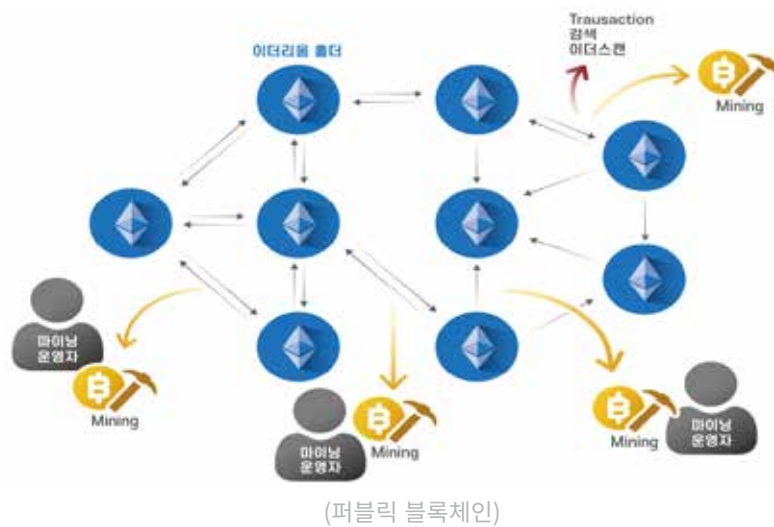 이더리움 홀더
Trausaction
검색
이더스캔
Mining
마이닝
운영자
Mining
마이닝
운영자
Mining
Mining
마이닝
운영자
(퍼블릭 블록체인)